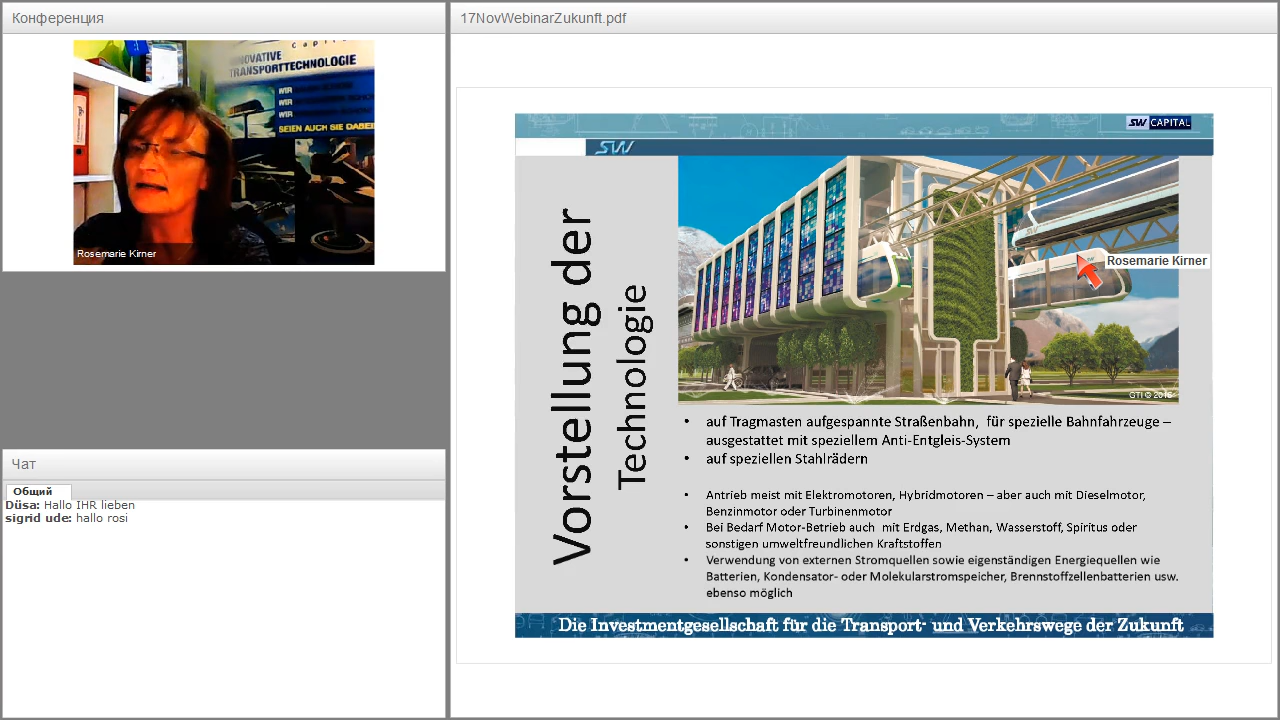 Конференция
Capital
INNOVATIVE
TRANSPORTTECHNOLOGIE
WIR
WIR
WIR
SEIEN AUCH SIE DABEI
Rosemarie Kirner
Чат
Общий
Düsa: Hallo IHR lieben
sigrid ude: hallo rosi
17NovWebinarZukunft.pdf
SW CAPITAL
SW
Vorstellung der
Technologie
Rosemarie Kirner
GTI © 2016
• auf Tragmasten aufgespannte Straßenbahn, für spezielle Bahnfahrzeuge –
ausgestattet mit speziellem Anti-Entgleis-System
• auf speziellen Stahlrädern
• Antrieb meist mit Elektromotoren, Hybridmotoren – aber auch mit Dieselmotor,
Benzinmotor oder Turbinenmotor
• Bei Bedarf Motor-Betrieb auch mit Erdgas, Methan, Wasserstoff, Spiritus oder
sonstigen umweltfreundlichen Kraftstoffen
• Verwendung von externen Stromquellen sowie eigenständigen Energiequellen wie
Batterien, Kondensator- oder Molekularstromspeicher, Brennstoffzellenbatterien usw.
ebenso möglich
Die Investmentgesellschaft für die Transport- und Verkehrswege der Zukunft